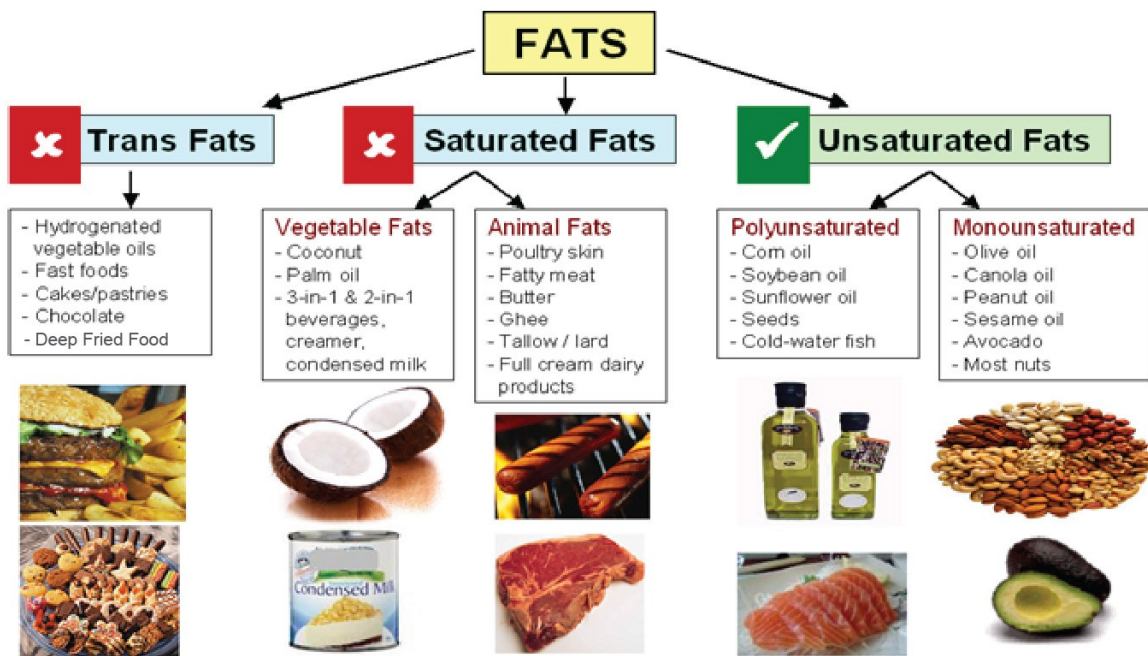 FATS
Trans Fats
Saturated Fats
Unsaturated Fats
- Hydrogenated
vegetable oils
- Fast foods
- Cakes/pastries
- Chocolate
- Deep Fried Food
Vegetable Fats
- Coconut
- Palm oil
- 3-in-1 & 2-in-1
beverages,
creamer,
condensed milk
Animal Fats
- Poultry skin
- Fatty meat
- Butter
- Ghee
- Tallow / lard
- Full cream dairy
products
Polyunsaturated
- Corn oil
- Soybean oil
- Sunflower oil
- Seeds
- Cold-water fish
Monounsaturated
- Olive oil
- Canola oil
- Peanut oil
- Sesame oil
- Avocado
- Most nuts
Condensed Milk